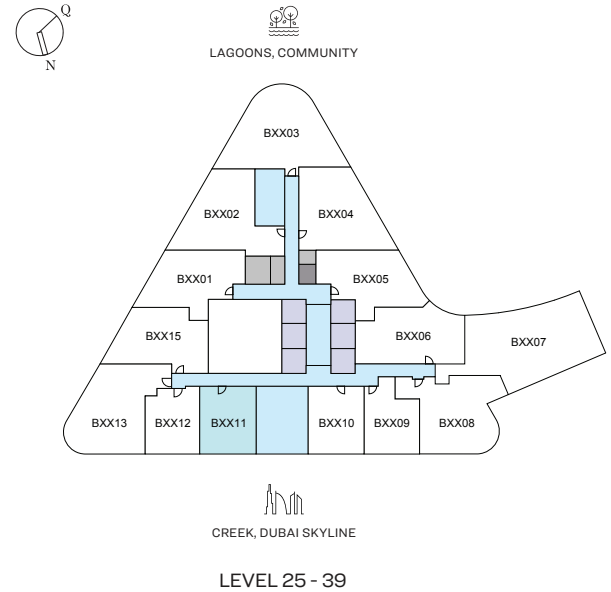 Q
N
LAGOONS, COMMUNITY
BXX03
BXX02
BXX04
BXX01
BXX05
BXX15
BXX06
BXX07
BXX13
BXX12
BXX11
BXX10
BXX09
BXX08
CREEK, DUBAI SKYLINE
LEVEL 25 - 39